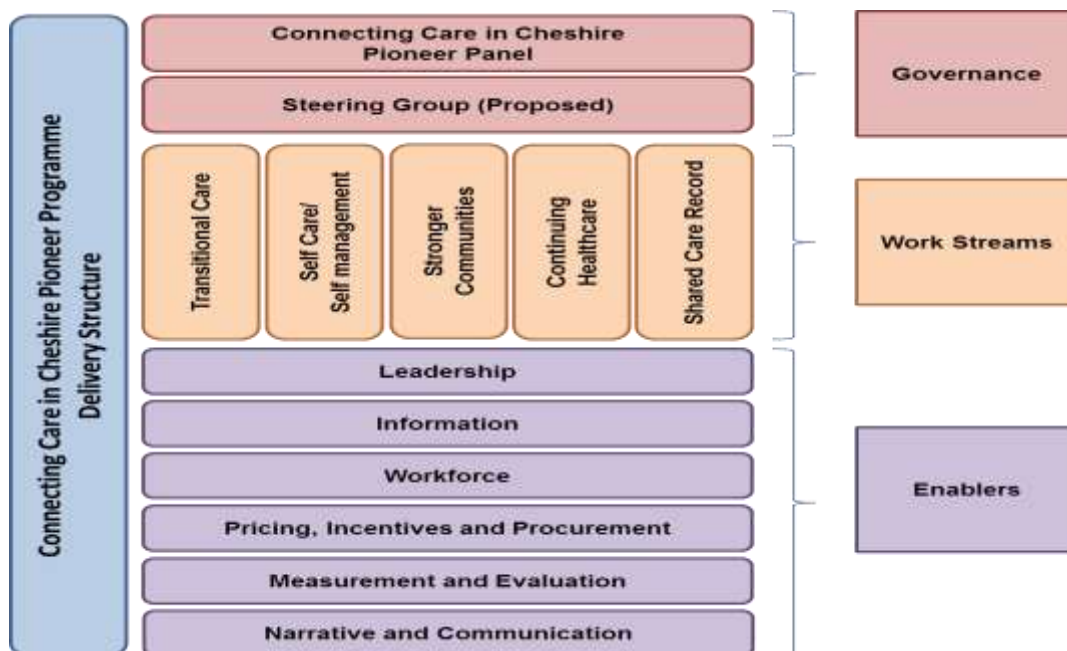 Connecting Care in Cheshire Pioneer Programme
Delivery Structure
Connecting Care in Cheshire
Pioneer Panel
Steering Group (Proposed)
Governance
Transitional Care
Self Care/
Self management
Stronger
Communities
Continuing
Healthcare
Shared Care Record
Work Streams
Leadership
Information
Workforce
Pricing, Incentives and Procurement
Measurement and Evaluation
Narrative and Communication
Enablers